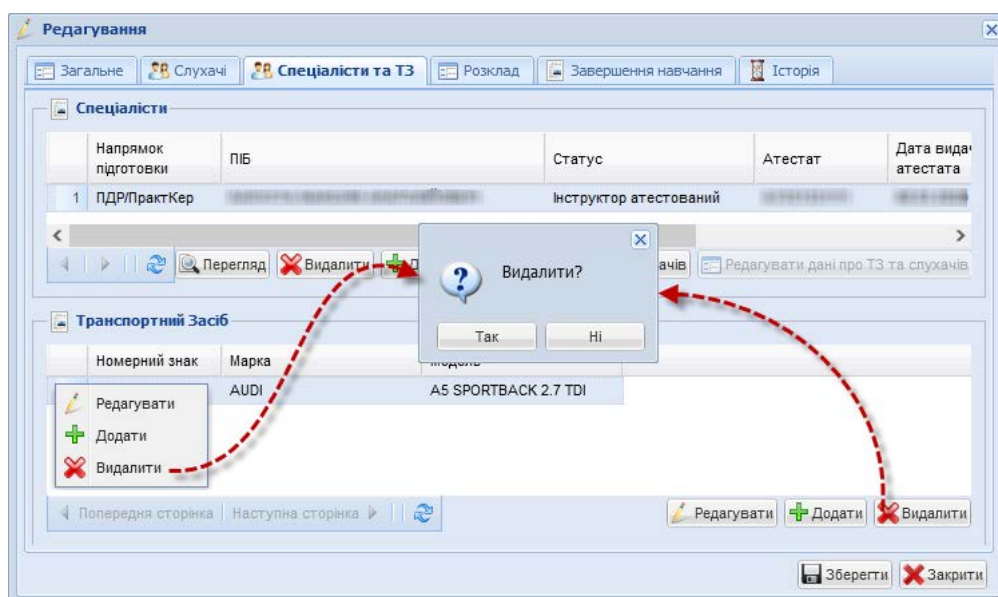 Редагування
Загальне Слухачі Спеціалісти та ТЗ Розклад Завершення навчання Історія
Спеціалісти
Напрямок підготовки ПІБ Статус Атестат Дата видач атестата
1 ПДР/ПрактКер Інструктор атестований
Перегляд Видалити Редагувати дані про ТЗ та слухачів
Видалити?
Так Ні
Транспортний Засіб
Номерний знак Марка Модель
AUDI A5 SPORTBACK 2.7 TDI
Редагувати
Додати
Видалити
Попередня сторінка Наступна сторінка Редагувати Додати Видалити
Зберегти Закрити